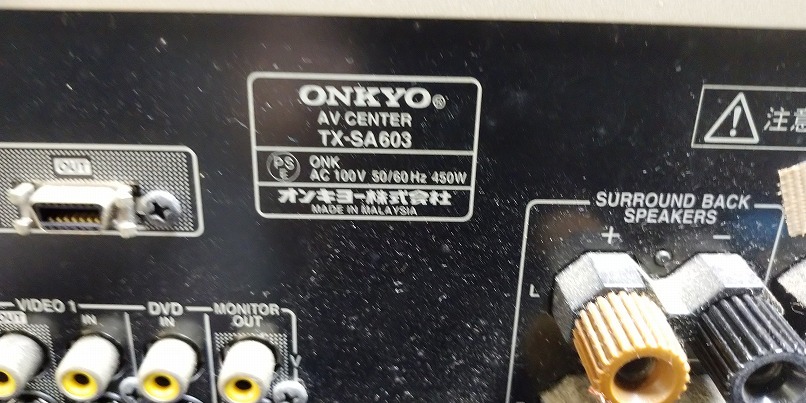 ONKYO®
AV CENTER
TX-SA603
PS
E
ONK
AC 100V 50/60Hz 450W
オンキヨー株式会社
MADE IN MALAYSIA
注意
OUT
SURROUND BACK
SPEAKERS
+ −
L
VIDEO 1
OUT
IN
DVD
IN
MONITOR
OUT
V